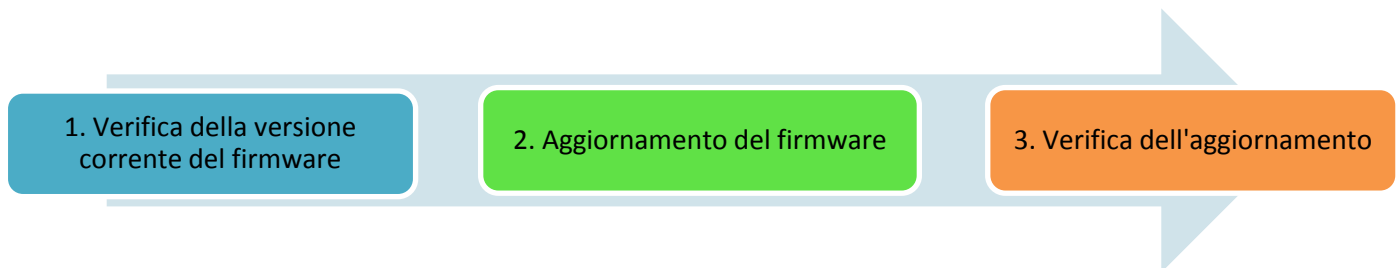 1. Verifica della versione
corrente del firmware
2. Aggiornamento del firmware
3. Verifica dell'aggiornamento